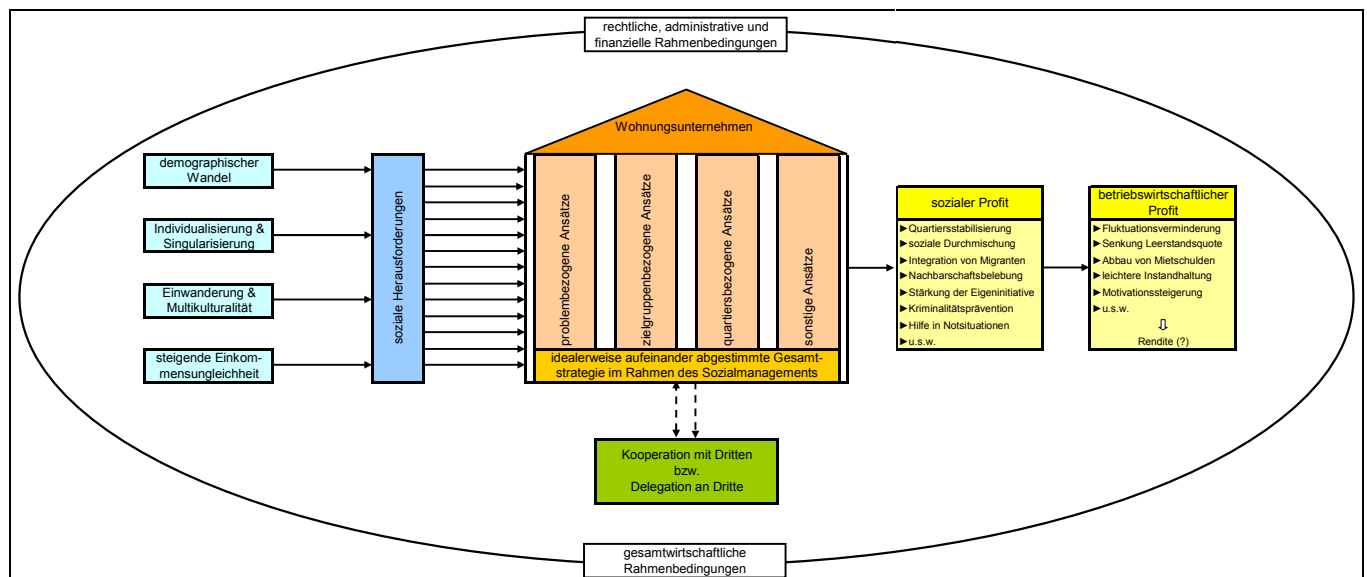 rechtliche, administrative und
finanzielle Rahmenbedingungen
Wohnungsunternehmen
demographischer
Wandel
Individualisierung &
Singularisierung
Einwanderung &
Multikulturalität
steigende Einkom-
mensungleichheit
soziale Herausforderungen
problembezogene Ansätze
zielgruppenbezogene Ansätze
quartiersbezogene Ansätze
sonstige Ansätze
idealerweise aufeinander abgestimmte Gesamt-
strategie im Rahmen des Sozialmanagements
Kooperation mit Dritten
bzw.
Delegation an Dritte
sozialer Profit
►Quartiersstabilisierung
►soziale Durchmischung
►Integration von Migranten
►Nachbarschaftsbelebung
►Stärkung der Eigeninitiative
►Kriminalitätsprävention
►Hilfe in Notsituationen
►u.s.w.
betriebswirtschaftlicher
Profit
►Fluktuationsverminderung
►Senkung Leerstandsquote
►Abbau von Mietschulden
►leichtere Instandhaltung
►Motivationssteigerung
►u.s.w.
⇩
Rendite (?)
gesamtwirtschaftliche
Rahmenbedingungen